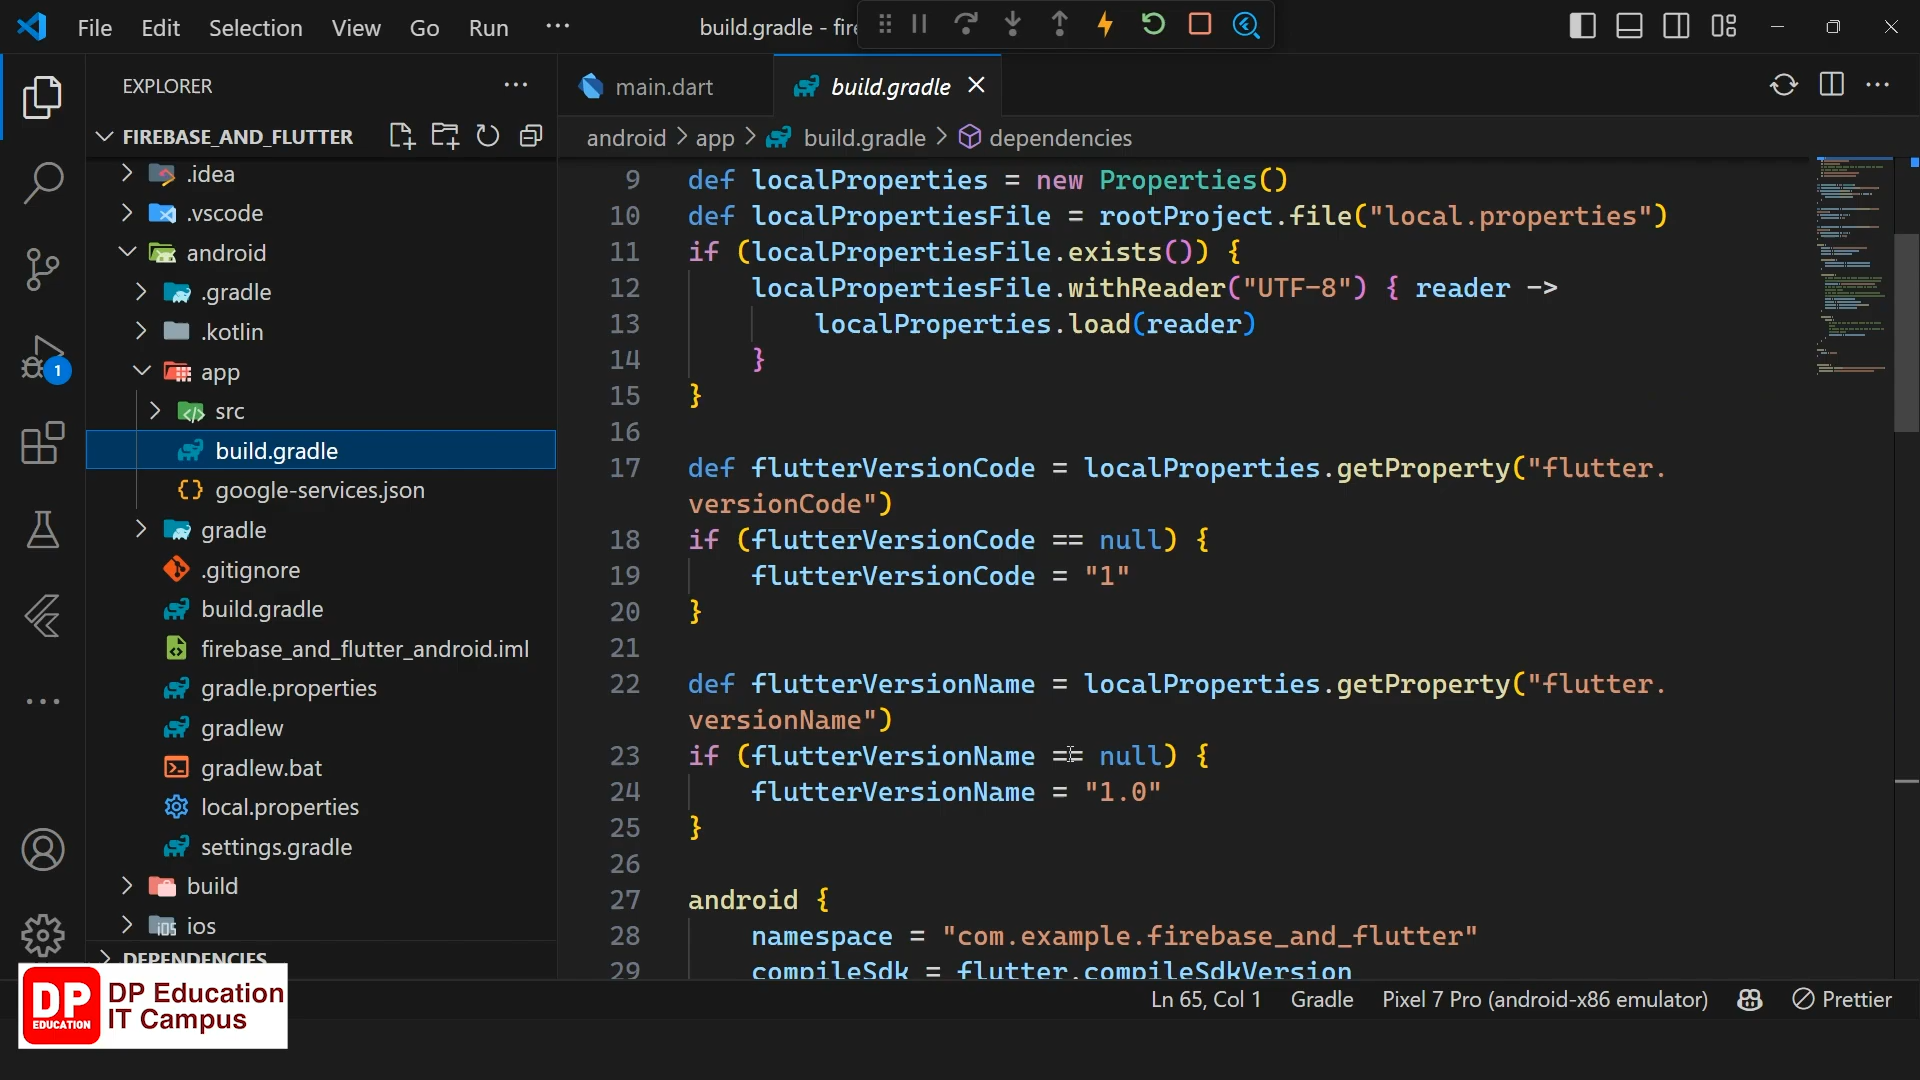 File Edit Selection View Go Run ···
build.gradle - fire
EXPLORER
FIREBASE_AND_FLUTTER
.idea
.vscode
android
.gradle
.kotlin
app
src
build.gradle
google-services.json
gradle
.gitignore
build.gradle
firebase_and_flutter_android.iml
gradle.properties
gradlew
gradlew.bat
local.properties
settings.gradle
build
ios
DEPENDENCIES
1
main.dart
build.gradle
android > app > build.gradle > dependencies
9 def localProperties = new Properties()
10 def localPropertiesFile = rootProject.file("local.properties")
11 if (localPropertiesFile.exists()) {
12 localPropertiesFile.withReader("UTF-8") { reader ->
13 localProperties.load(reader)
14 }
15 }
16
17 def flutterVersionCode = localProperties.getProperty("flutter.
versionCode")
18 if (flutterVersionCode == null) {
19 flutterVersionCode = "1"
20 }
21
22 def flutterVersionName = localProperties.getProperty("flutter.
versionName")
23 if (flutterVersionName == null) {
24 flutterVersionName = "1.0"
25 }
26
27 android {
28 namespace = "com.example.firebase_and_flutter"
29 compileSdk = flutter.compileSdkVersion
Ln 65, Col 1 Gradle Pixel 7 Pro (android-x86 emulator) Prettier
DP
EDUCATION
DP Education
IT Campus